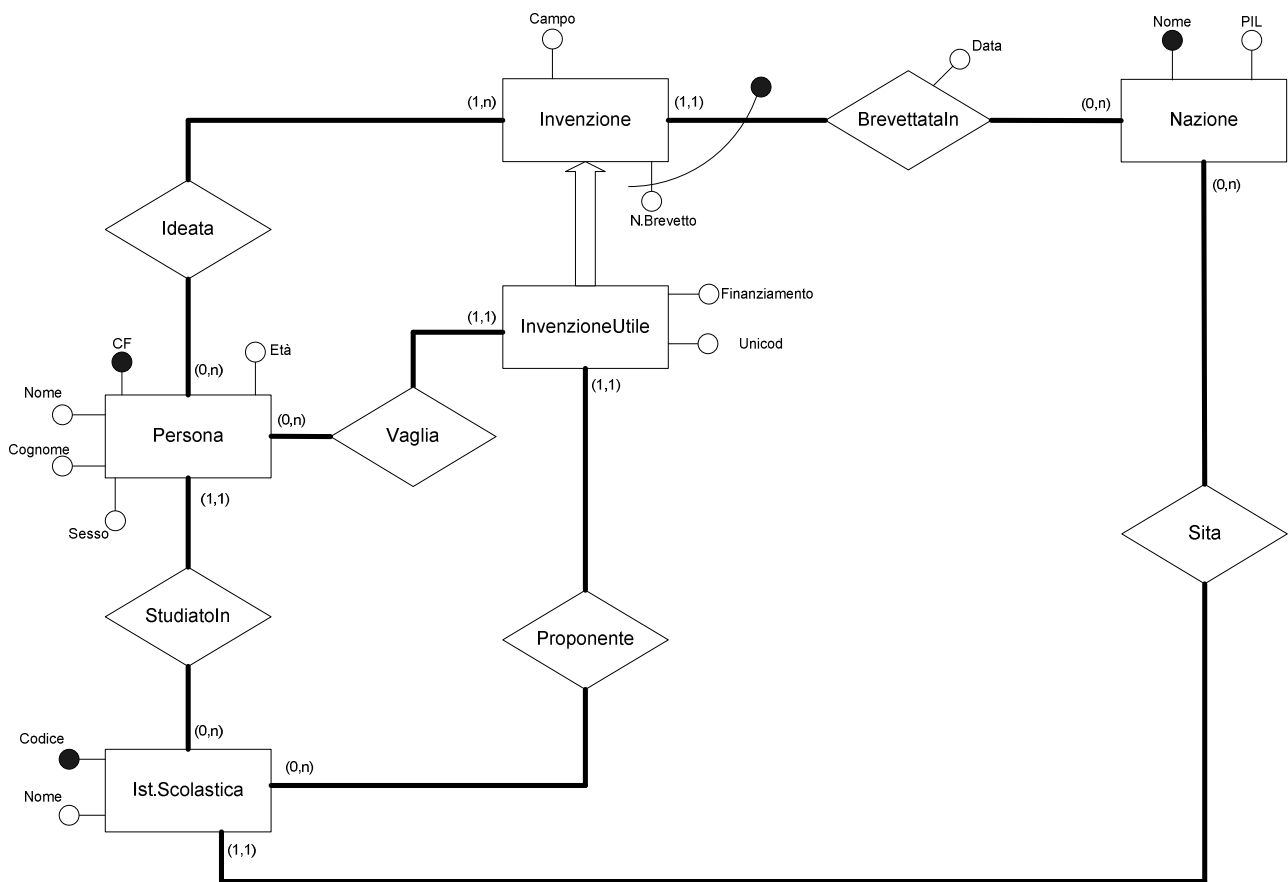 Campo
Nome
PIL
Data
(1,n)
Invenzione
(1,1)
BrevettataIn
(0,n)
Nazione
(0,n)
N.Brevetto
Ideata
Finanziamento
(1,1)
InvenzioneUtile
Unicod
CF
Età
(0,n)
(1,1)
Nome
(0,n)
Persona
Vaglia
Cognome
(1,1)
Sesso
Sita
StudiatoIn
Proponente
(0,n)
Codice
(0,n)
Ist.Scolastica
Nome
(1,1)